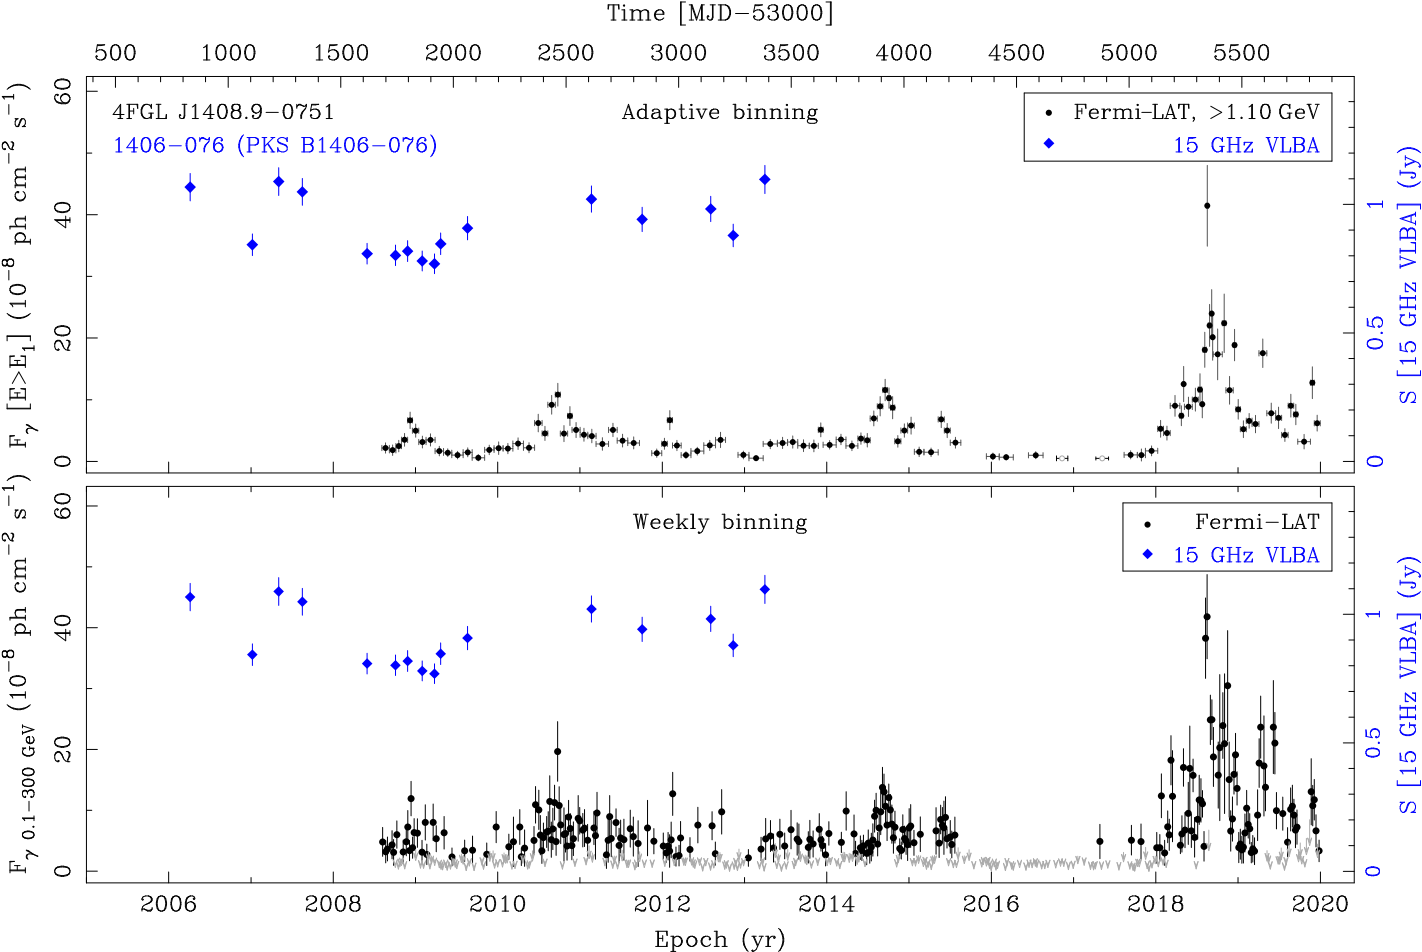 Time [MJD−53000]
500 1000 1500 2000 2500 3000 3500 4000 4500 5000 5500
4FGL J1408.9−0751
1406−076 (PKS B1406−076)
Adaptive binning
Fermi−LAT, >1.10 GeV
15 GHz VLBA
F_γ [E>E_1] (10^−8 ph cm^−2 s^−1)
60
40
20
0
S [15 GHz VLBA] (Jy)
1
0.5
0
Weekly binning
Fermi−LAT
15 GHz VLBA
F_γ 0.1−300 GeV (10^−8 ph cm^−2 s^−1)
60
40
20
0
S [15 GHz VLBA] (Jy)
1
0.5
0
2006 2008 2010 2012 2014 2016 2018 2020
Epoch (yr)